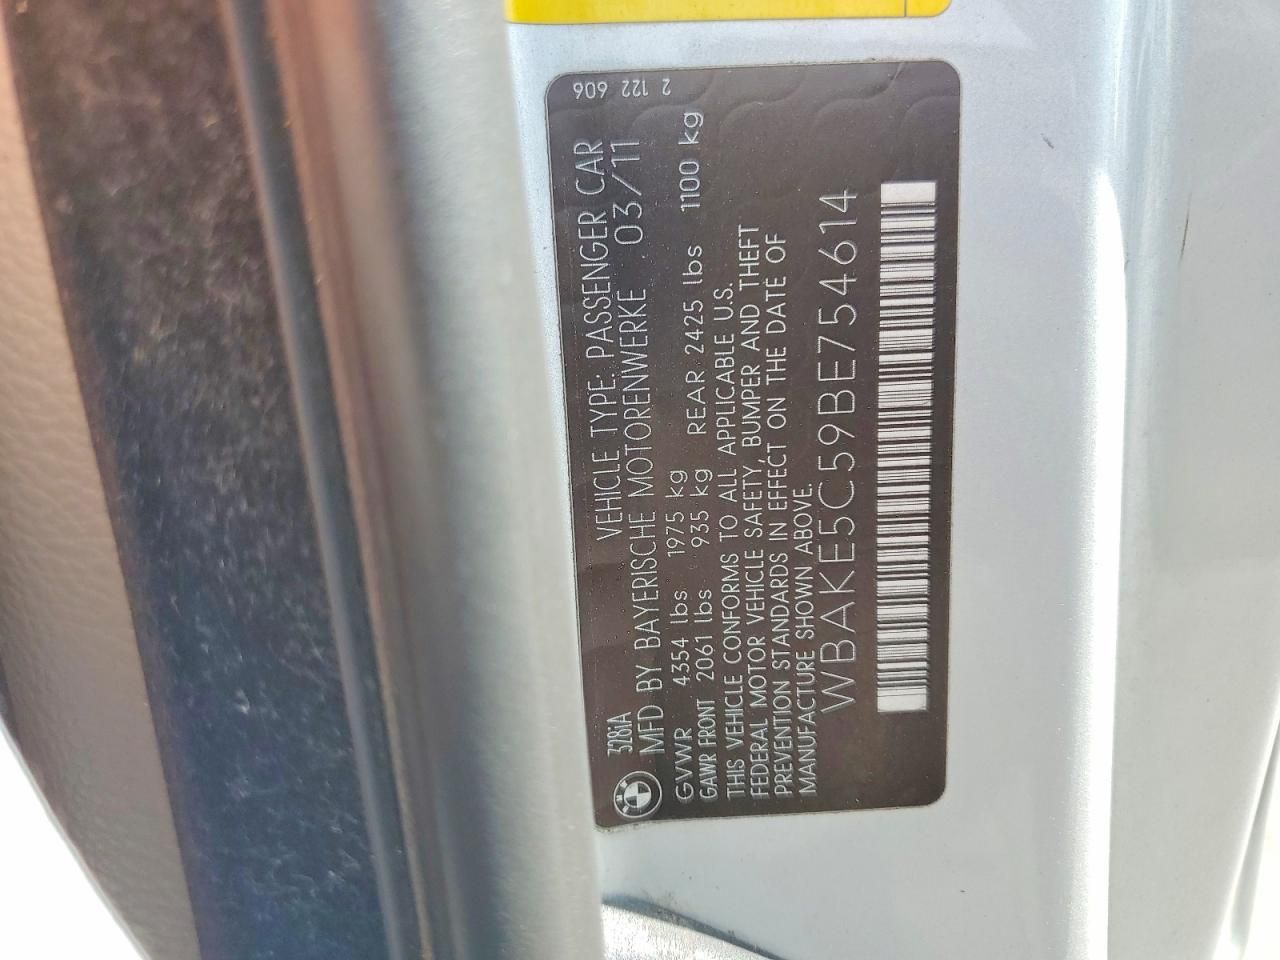 2 122 606
328iA VEHICLE TYPE: PASSENGER CAR
MFD BY BAYERISCHE MOTORENWERKE 03/11
GVWR 4354 lbs 1975 kg
GAWR FRONT 2061 lbs 935 kg REAR 2425 lbs 1100 kg
THIS VEHICLE CONFORMS TO ALL APPLICABLE U.S.
FEDERAL MOTOR VEHICLE SAFETY, BUMPER AND THEFT
PREVENTION STANDARDS IN EFFECT ON THE DATE OF
MANUFACTURE SHOWN ABOVE.
WBAKE5C59BE754614